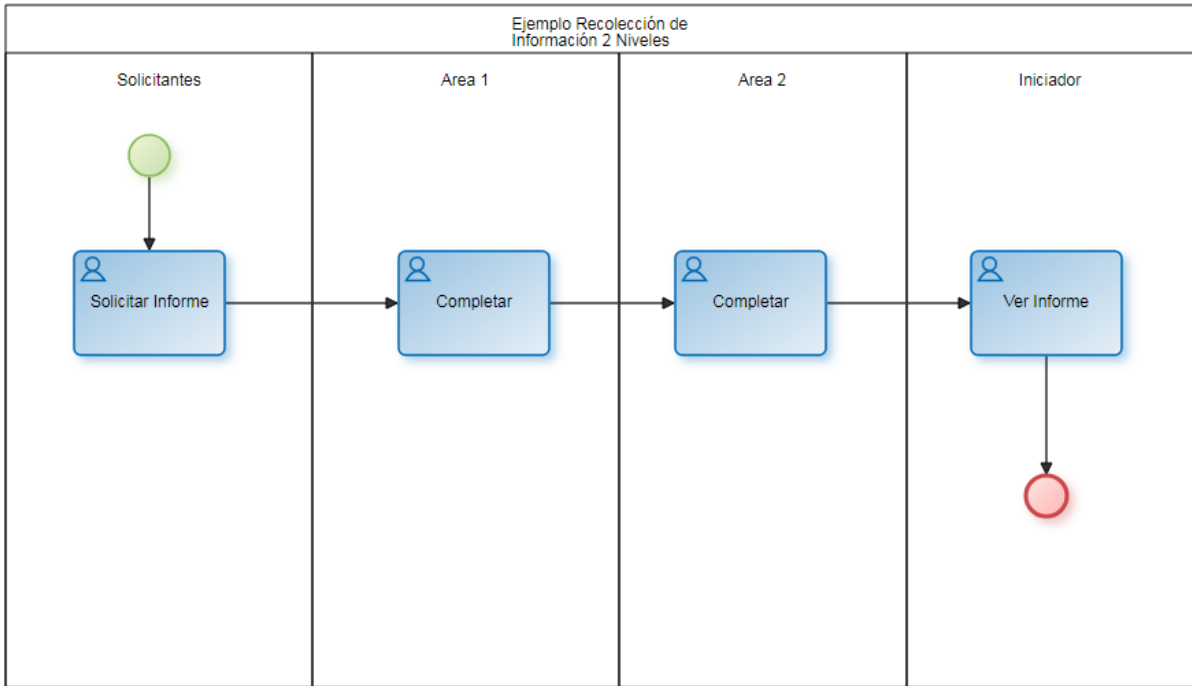 Ejemplo Recolección de
Información 2 Niveles
Solicitantes
Area 1
Area 2
Iniciador
Solicitar Informe
Completar
Completar
Ver Informe